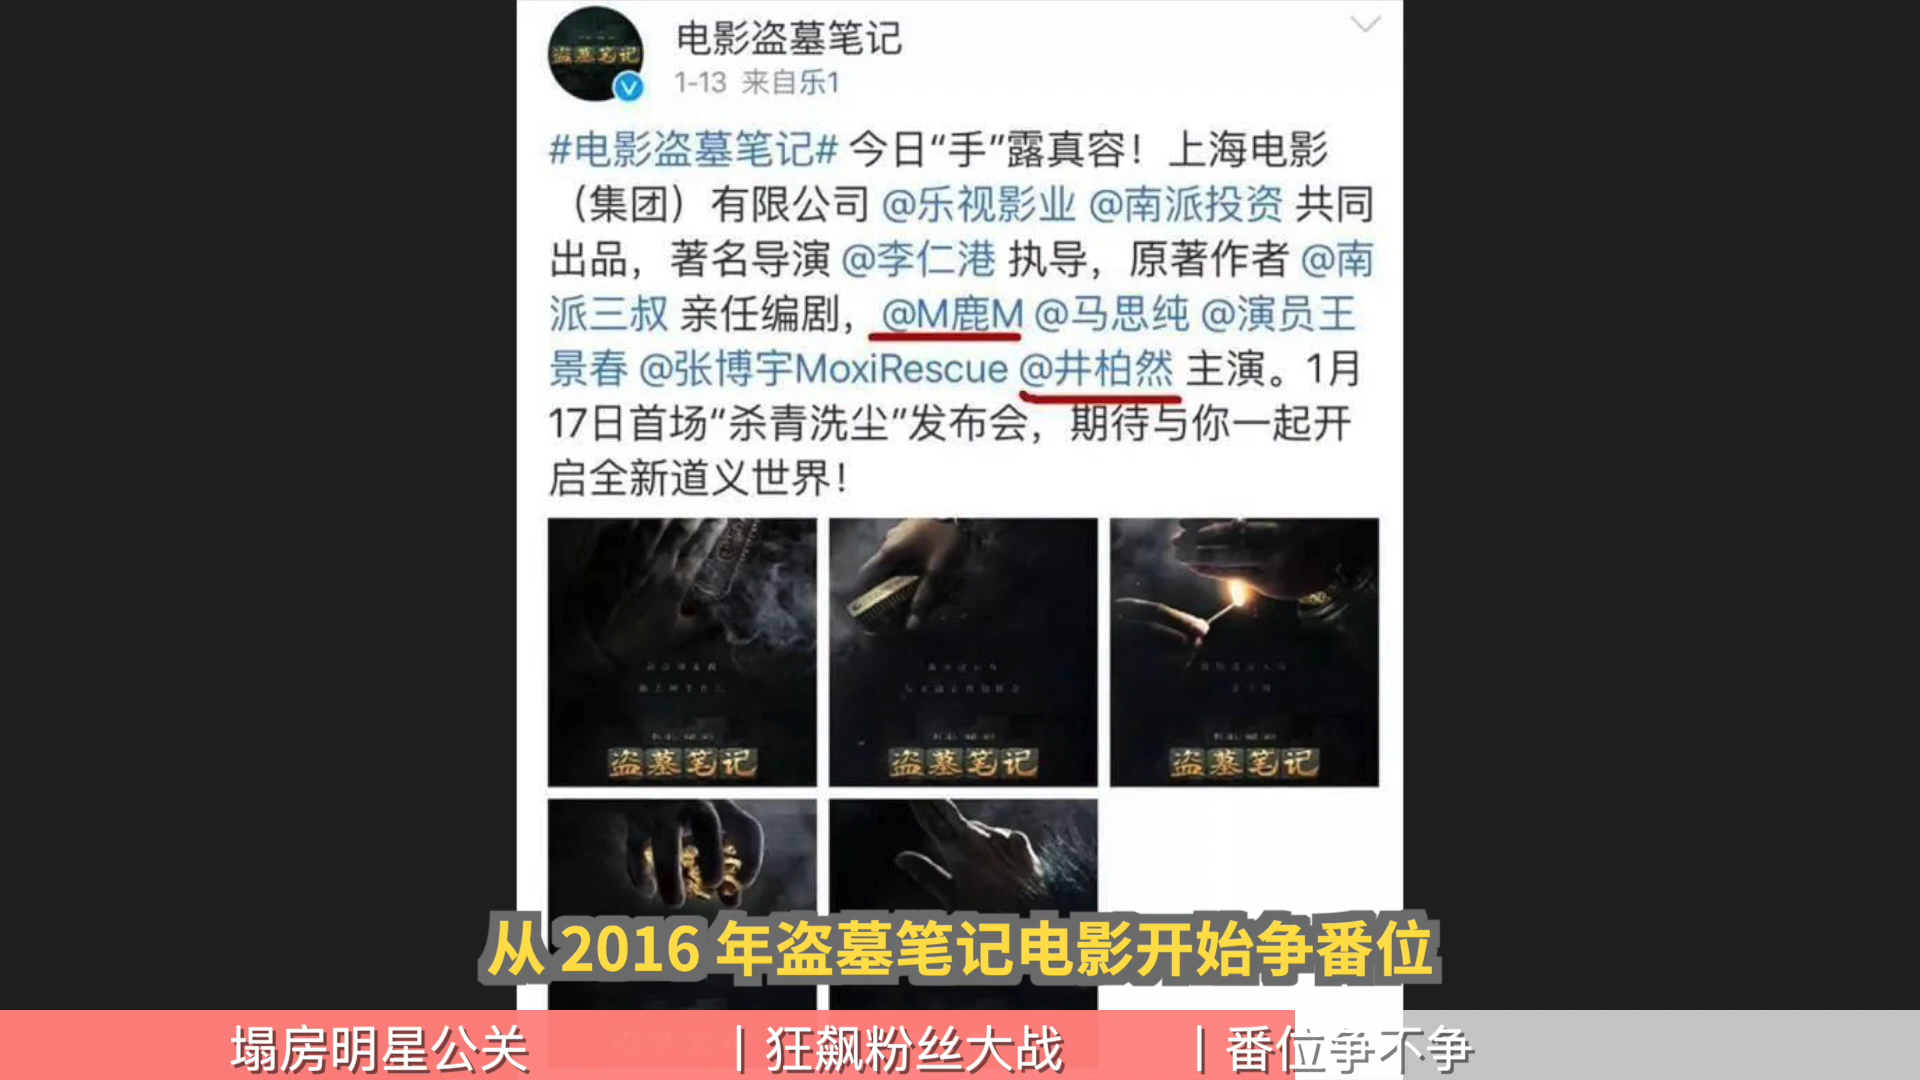 盗墓笔记
电影盗墓笔记
1-13 来自乐1
#电影盗墓笔记# 今日“手”露真容！上海电影
（集团）有限公司 @乐视影业 @南派投资 共同
出品，著名导演 @李仁港 执导，原著作者 @南
派三叔 亲任编剧，@M鹿M @马思纯 @演员王
景春 @张博宇MoxiRescue @井柏然 主演。1月
17日首场“杀青洗尘”发布会，期待与你一起开
启全新道义世界！
盗墓笔记
盗墓笔记
盗墓笔记
从 2016 年盗墓笔记电影开始争番位
塌房明星公关 | 狂飙粉丝大战 | 番位争不争